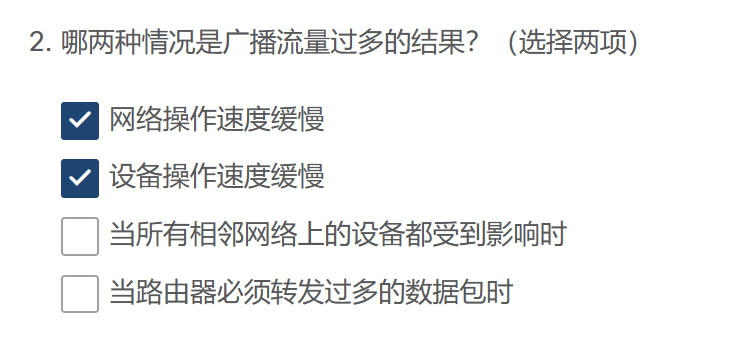 2. 哪两种情况是广播流量过多的结果？（选择两项）
网络操作速度缓慢
设备操作速度缓慢
当所有相邻网络上的设备都受到影响时
当路由器必须转发过多的数据包时